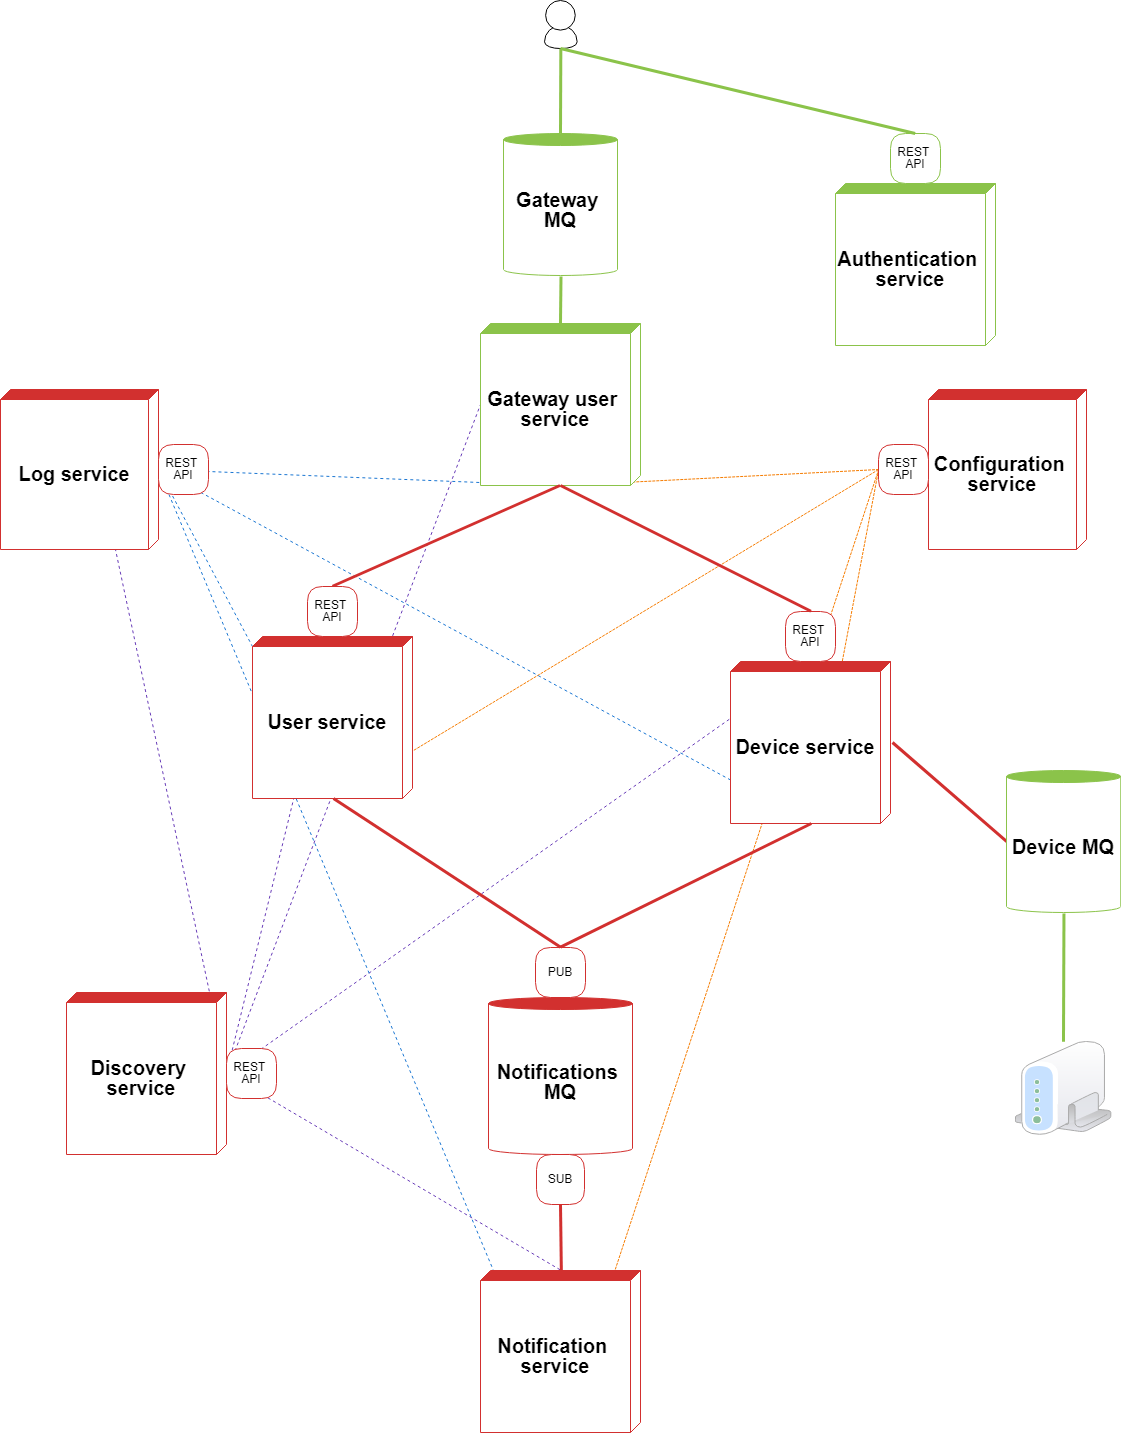 REST
API
Gateway
MQ
Authentication
service
Gateway user
service
Log service
REST
API
REST
API
Configuration
service
REST
API
REST
API
User service
Device service
Device MQ
PUB
Discovery
service
REST
API
Notifications
MQ
SUB
Notification
service